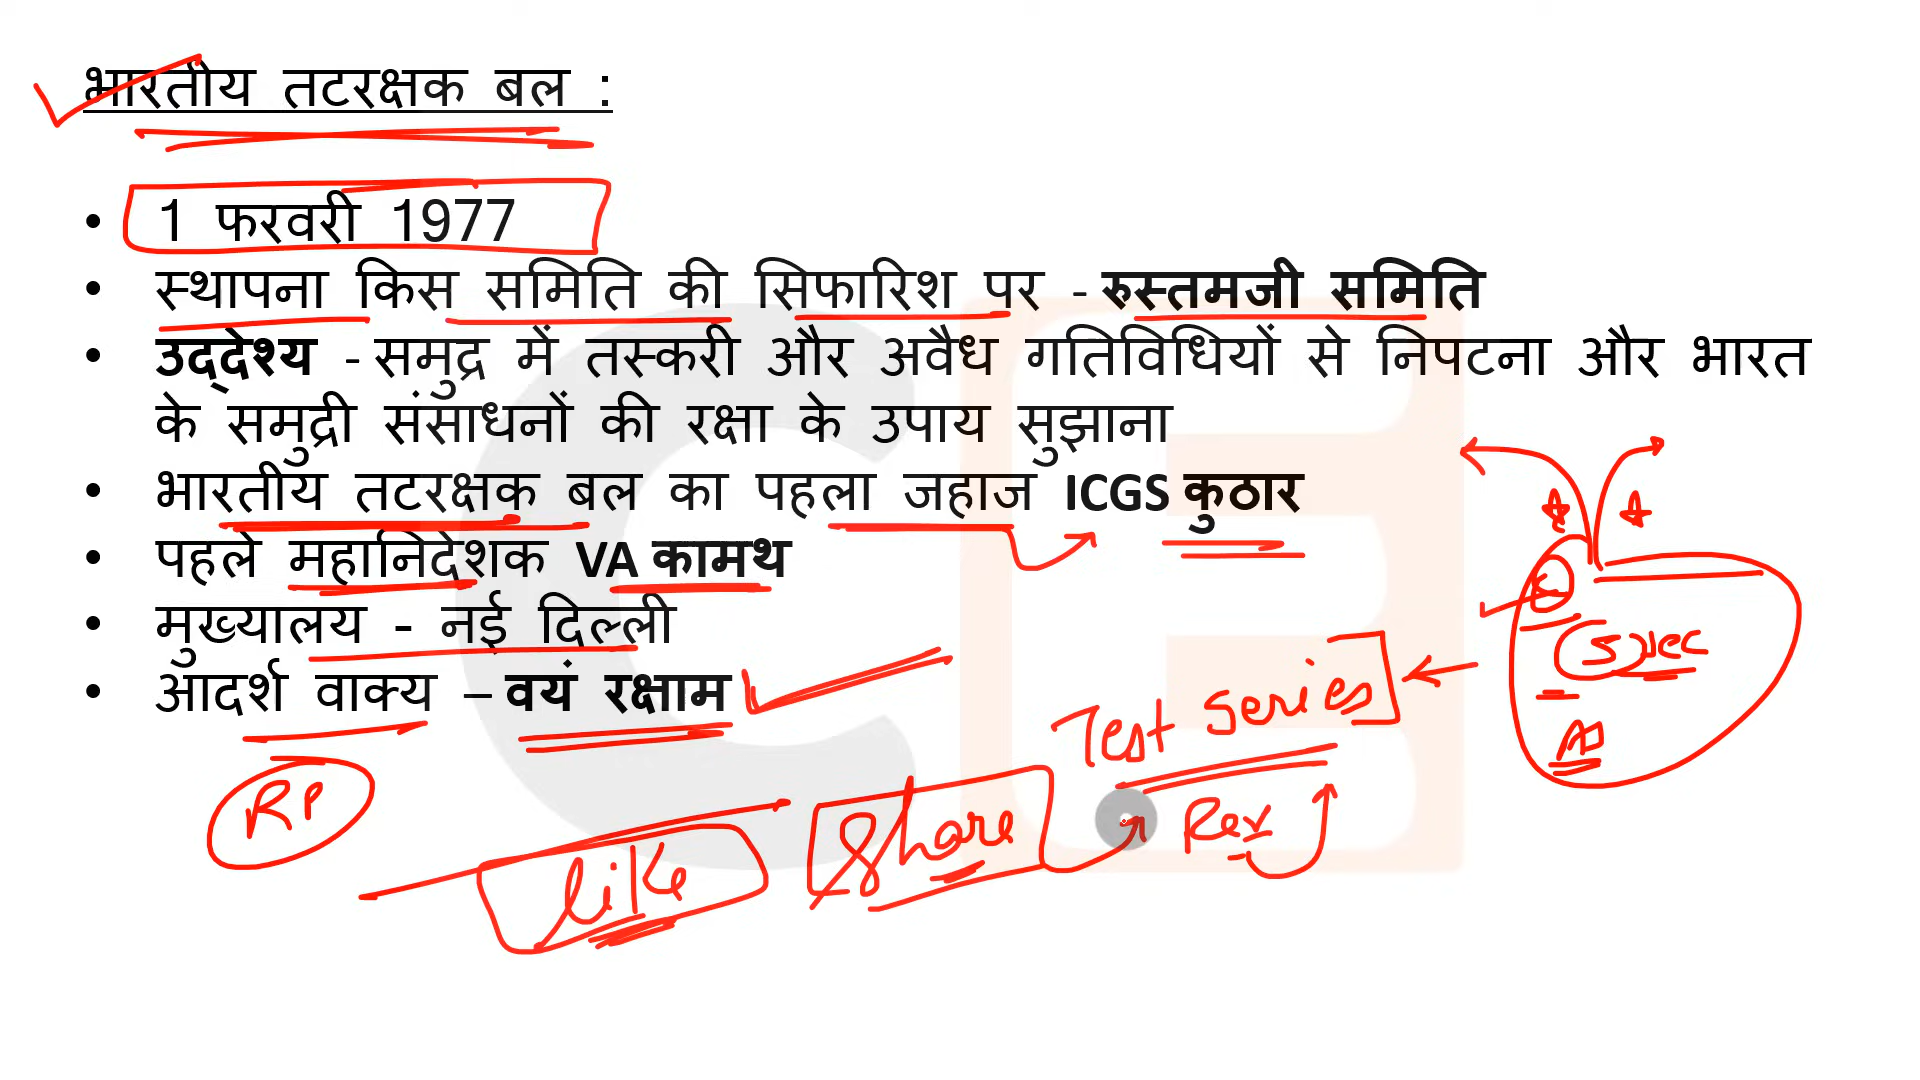 भारतीय तटरक्षक बल :
• 1 फरवरी 1977
• स्थापना किस समिति की सिफारिश पर - रुस्तमजी समिति
• उद्देश्य - समुद्र में तस्करी और अवैध गतिविधियों से निपटना और भारत
के समुद्री संसाधनों की रक्षा के उपाय सुझाना
• भारतीय तटरक्षक बल का पहला जहाज ICGS कुठार
• पहले महानिदेशक VA कामथ
• मुख्यालय - नई दिल्ली
• आदर्श वाक्य – वयं रक्षाम
Test Series
RP
Rev
like
Share